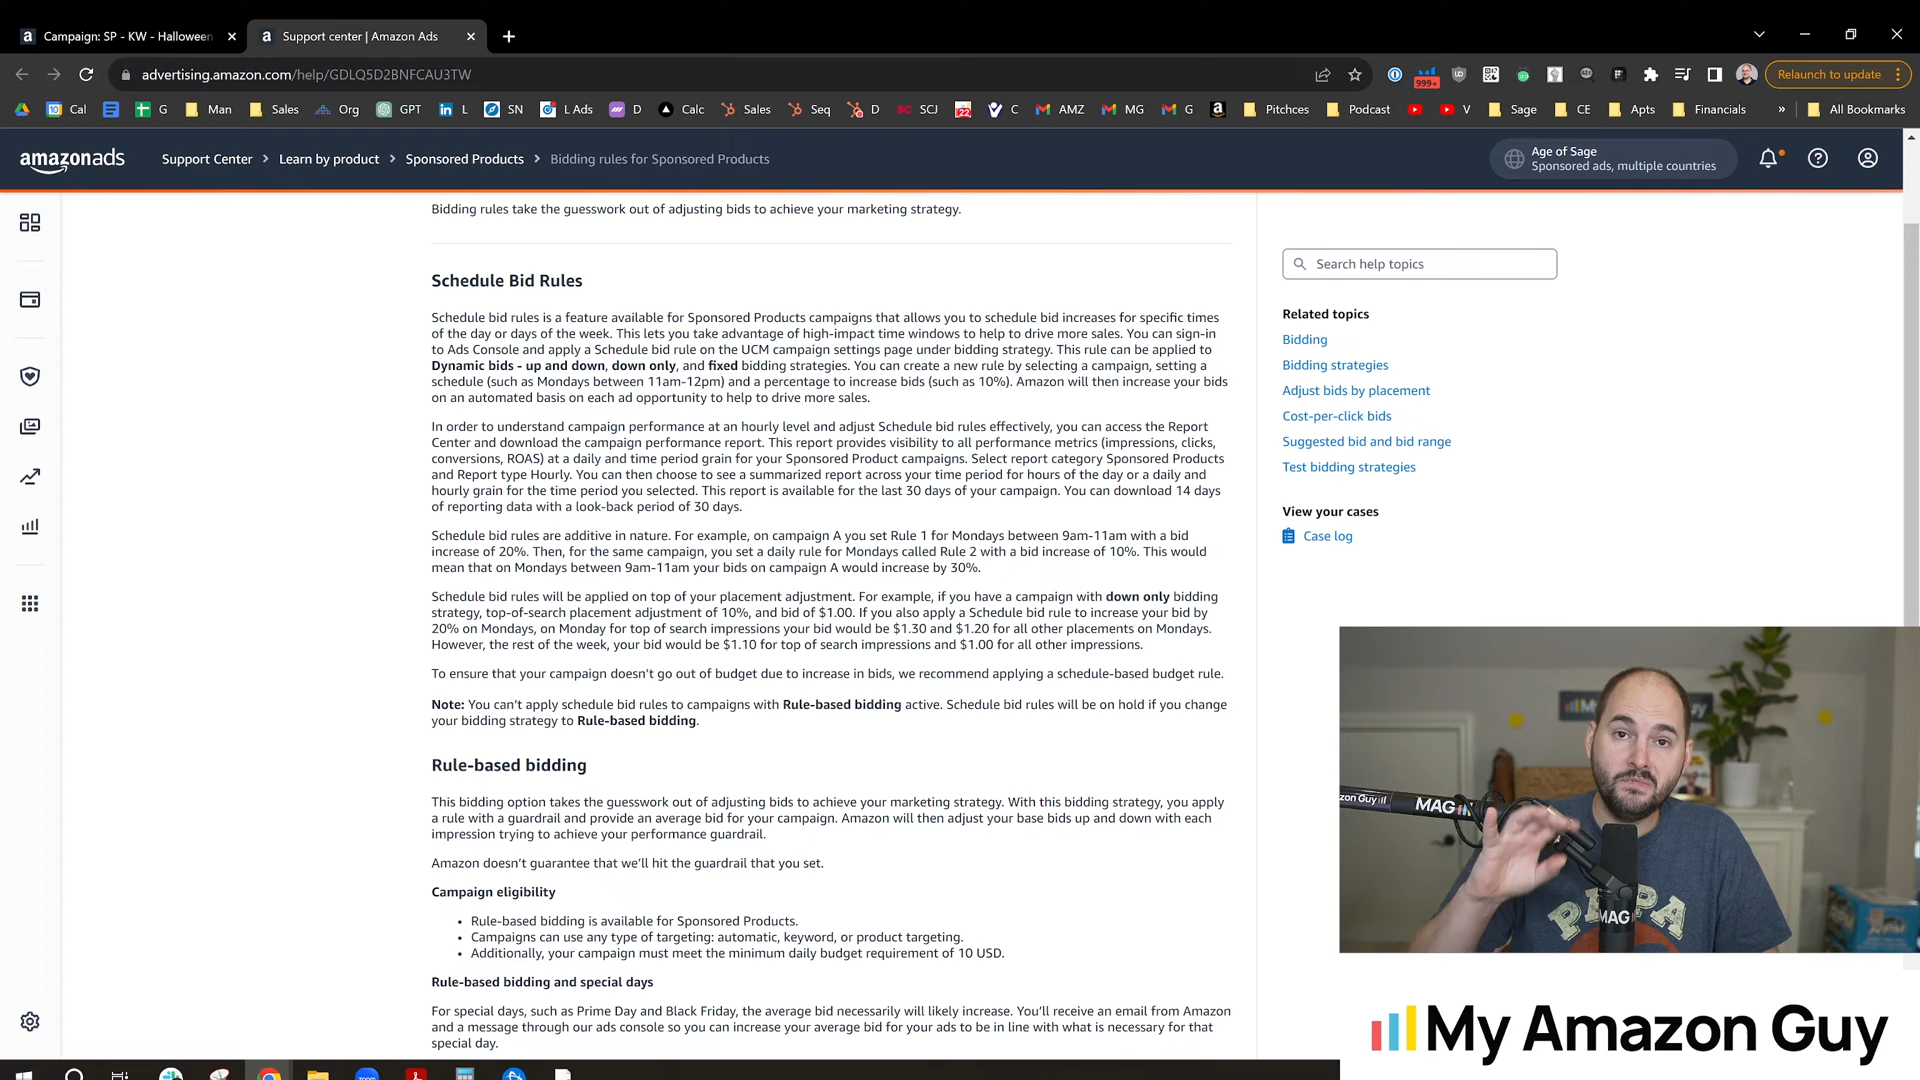 Campaign: SP - KW - Halloween
Support center | Amazon Ads
advertising.amazon.com/help/GDLQ5D2BNFCAU3TW
999+
Relaunch to update
Cal
G
Man
Sales
Org
GPT
L
SN
L Ads
D
Calc
Sales
Seq
D
SCJ
C
AMZ
MG
G
Pitchces
Podcast
V
Sage
CE
Apts
Financials
»
All Bookmarks
amazonads
Support Center > Learn by product > Sponsored Products > Bidding rules for Sponsored Products
Age of Sage
Sponsored ads, multiple countries
Bidding rules take the guesswork out of adjusting bids to achieve your marketing strategy.
Schedule Bid Rules
Schedule bid rules is a feature available for Sponsored Products campaigns that allows you to schedule bid increases for specific times
of the day or days of the week. This lets you take advantage of high-impact time windows to help to drive more sales. You can sign-in
to Ads Console and apply a Schedule bid rule on the UCM campaign settings page under bidding strategy. This rule can be applied to
Dynamic bids - up and down, down only, and fixed bidding strategies. You can create a new rule by selecting a campaign, setting a
schedule (such as Mondays between 11am-12pm) and a percentage to increase bids (such as 10%). Amazon will then increase your bids
on an automated basis on each ad opportunity to help to drive more sales.
In order to understand campaign performance at an hourly level and adjust Schedule bid rules effectively, you can access the Report
Center and download the campaign performance report. This report provides visibility to all performance metrics (impressions, clicks,
conversions, ROAS) at a daily and time period grain for your Sponsored Product campaigns. Select report category Sponsored Products
and Report type Hourly. You can then choose to see a summarized report across your time period for hours of the day or a daily and
hourly grain for the time period you selected. This report is available for the last 30 days of your campaign. You can download 14 days
of reporting data with a look-back period of 30 days.
Schedule bid rules are additive in nature. For example, on campaign A you set Rule 1 for Mondays between 9am-11am with a bid
increase of 20%. Then, for the same campaign, you set a daily rule for Mondays called Rule 2 with a bid increase of 10%. This would
mean that on Mondays between 9am-11am your bids on campaign A would increase by 30%.
Schedule bid rules will be applied on top of your placement adjustment. For example, if you have a campaign with down only bidding
strategy, top-of-search placement adjustment of 10%, and bid of $1.00. If you also apply a Schedule bid rule to increase your bid by
20% on Mondays, on Monday for top of search impressions your bid would be $1.30 and $1.20 for all other placements on Mondays.
However, the rest of the week, your bid would be $1.10 for top of search impressions and $1.00 for all other impressions.
To ensure that your campaign doesn't go out of budget due to increase in bids, we recommend applying a schedule-based budget rule.
Note: You can't apply schedule bid rules to campaigns with Rule-based bidding active. Schedule bid rules will be on hold if you change
your bidding strategy to Rule-based bidding.
Rule-based bidding
This bidding option takes the guesswork out of adjusting bids to achieve your marketing strategy. With this bidding strategy, you apply
a rule with a guardrail and provide an average bid for your campaign. Amazon will then adjust your base bids up and down with each
impression trying to achieve your performance guardrail.
Amazon doesn't guarantee that we'll hit the guardrail that you set.
Campaign eligibility
• Rule-based bidding is available for Sponsored Products.
• Campaigns can use any type of targeting: automatic, keyword, or product targeting.
• Additionally, your campaign must meet the minimum daily budget requirement of 10 USD.
Rule-based bidding and special days
For special days, such as Prime Day and Black Friday, the average bid necessarily will likely increase. You'll receive an email from Amazon
and a message through our ads console so you can increase your average bid for your ads to be in line with what is necessary for that
special day.
Search help topics
Related topics
Bidding
Bidding strategies
Adjust bids by placement
Cost-per-click bids
Suggested bid and bid range
Test bidding strategies
View your cases
Case log
MAG
MAG
My Amazon Guy